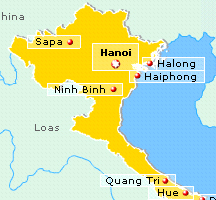 hina
Sapa
Hanoi
Halong
Haiphong
Ninh Binh
Loas
Quang Tri
Hue